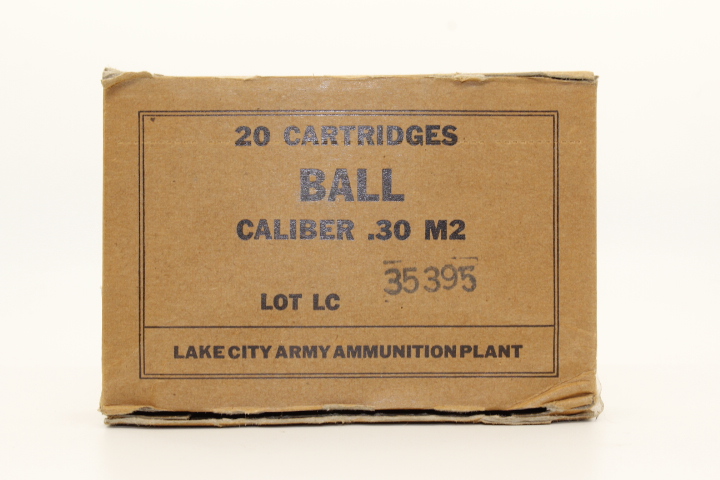 20 CARTRIDGES
BALL
CALIBER .30 M2
35395
LOT LC
LAKE CITY ARMY AMMUNITION PLANT